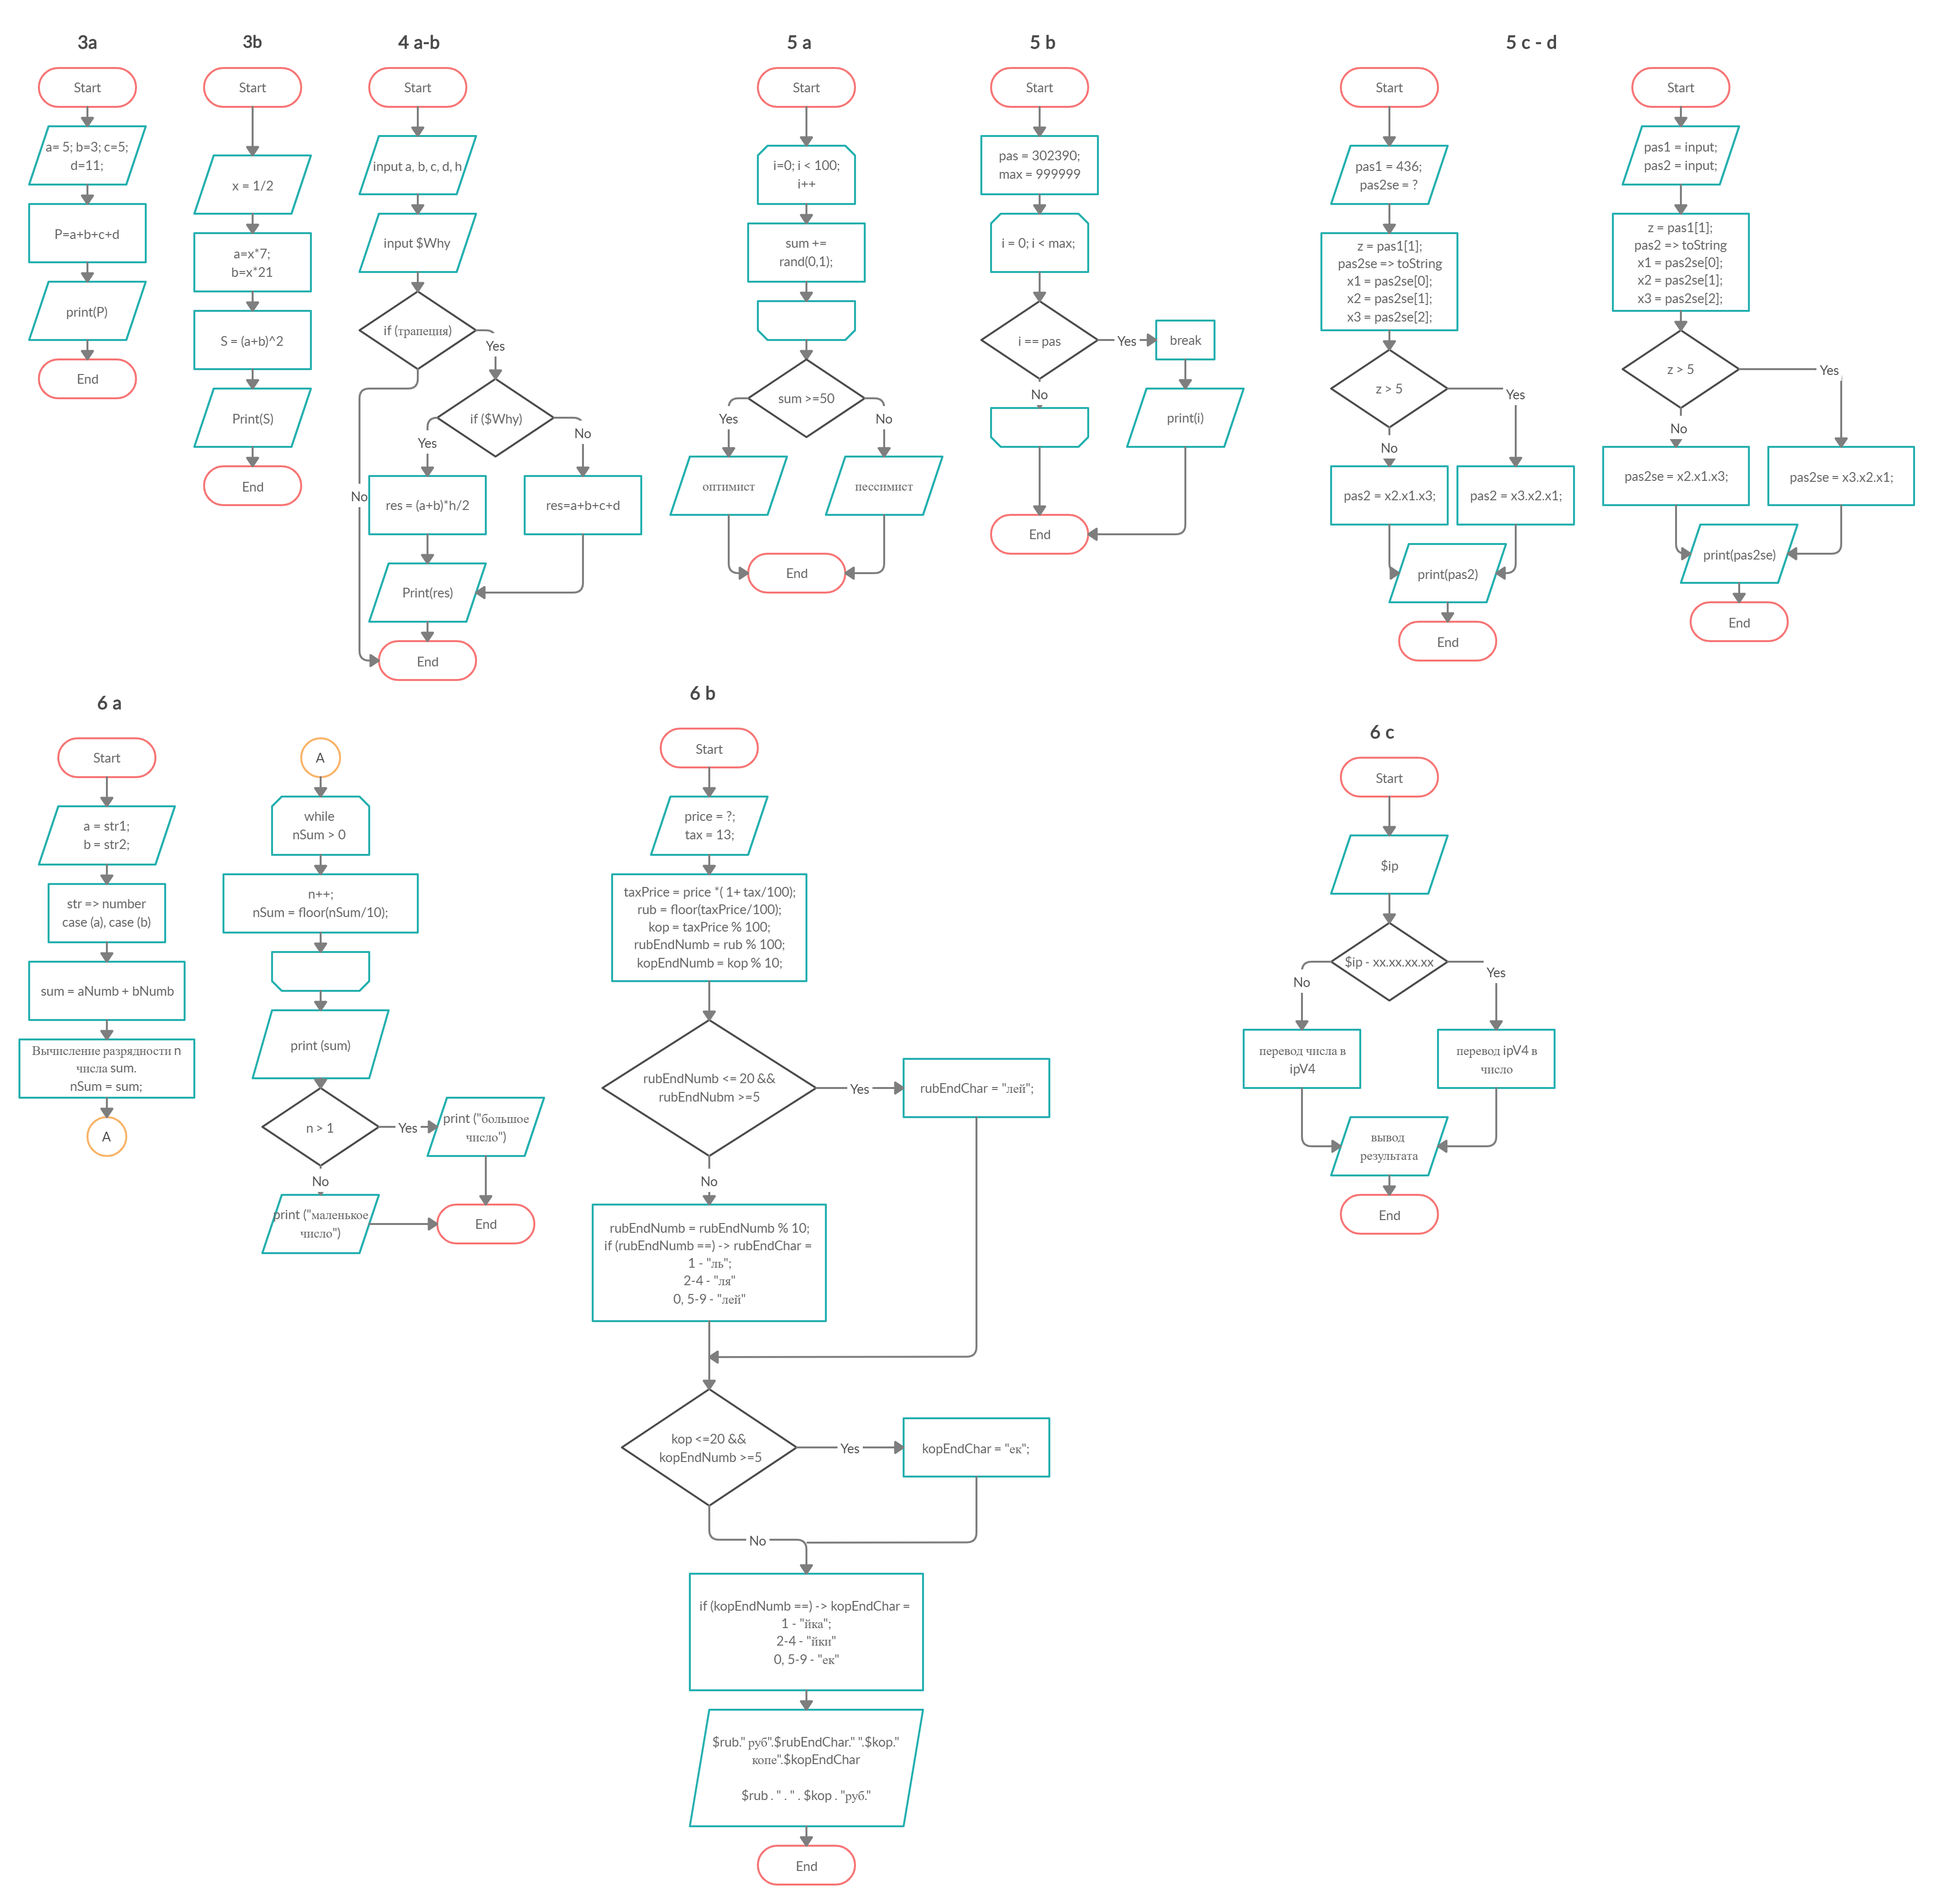 3a
Start
a= 5; b=3; c=5;
d=11;
P=a+b+c+d
print(P)
End
3b
Start
x = 1/2
a=x*7;
b=x*21
S = (a+b)^2
Print(S)
End
4 a-b
Start
input a, b, c, d, h
input $Why
if (трапеция)
Yes
if ($Why)
Yes
No
No
res = (a+b)*h/2
res=a+b+c+d
Print(res)
End
5 a
Start
i=0; i < 100;
i++
sum +=
rand(0,1);
sum >=50
Yes
No
оптимист
пессимист
End
5 b
Start
pas = 302390;
max = 999999
i = 0; i < max;
i == pas
Yes
break
No
print(i)
End
5 c - d
Start
pas1 = 436;
pas2se = ?
z = pas1[1];
pas2se => toString
x1 = pas2se[0];
x2 = pas2se[1];
x3 = pas2se[2];
z > 5
Yes
No
pas2 = x2.x1.x3;
pas2 = x3.x2.x1;
print(pas2)
End
Start
pas1 = input;
pas2 = input;
z = pas1[1];
pas2 => toString
x1 = pas2se[0];
x2 = pas2se[1];
x3 = pas2se[2];
z > 5
Yes
No
pas2se = x2.x1.x3;
pas2se = x3.x2.x1;
print(pas2se)
End
6 a
Start
a = str1;
b = str2;
str => number
case (a), case (b)
sum = aNumb + bNumb
Вычисление разрядности n
числа sum.
nSum = sum;
A
A
while
nSum > 0
n++;
nSum = floor(nSum/10);
print (sum)
n > 1
Yes
print ("большое
число")
No
print ("маленькое
число")
End
6 b
Start
price = ?;
tax = 13;
taxPrice = price *( 1+ tax/100);
rub = floor(taxPrice/100);
kop = taxPrice % 100;
rubEndNumb = rub % 100;
kopEndNumb = kop % 10;
rubEndNumb <= 20 &&
rubEndNubm >=5
Yes
rubEndChar = "лей";
No
rubEndNumb = rubEndNumb % 10;
if (rubEndNumb ==) -> rubEndChar =
1 - "ль";
2-4 - "ля"
0, 5-9 - "лей"
kop <=20 &&
kopEndNumb >=5
Yes
kopEndChar = "ек";
No
if (kopEndNumb ==) -> kopEndChar =
1 - "йка";
2-4 - "йки"
0, 5-9 - "ек"
$rub." руб".$rubEndChar." ".$kop."
копе".$kopEndChar
$rub . " . " . $kop . "руб."
End
6 c
Start
$ip
$ip - xx.xx.xx.xx
No
Yes
перевод числа в
ipV4
перевод ipV4 в
число
вывод
результата
End